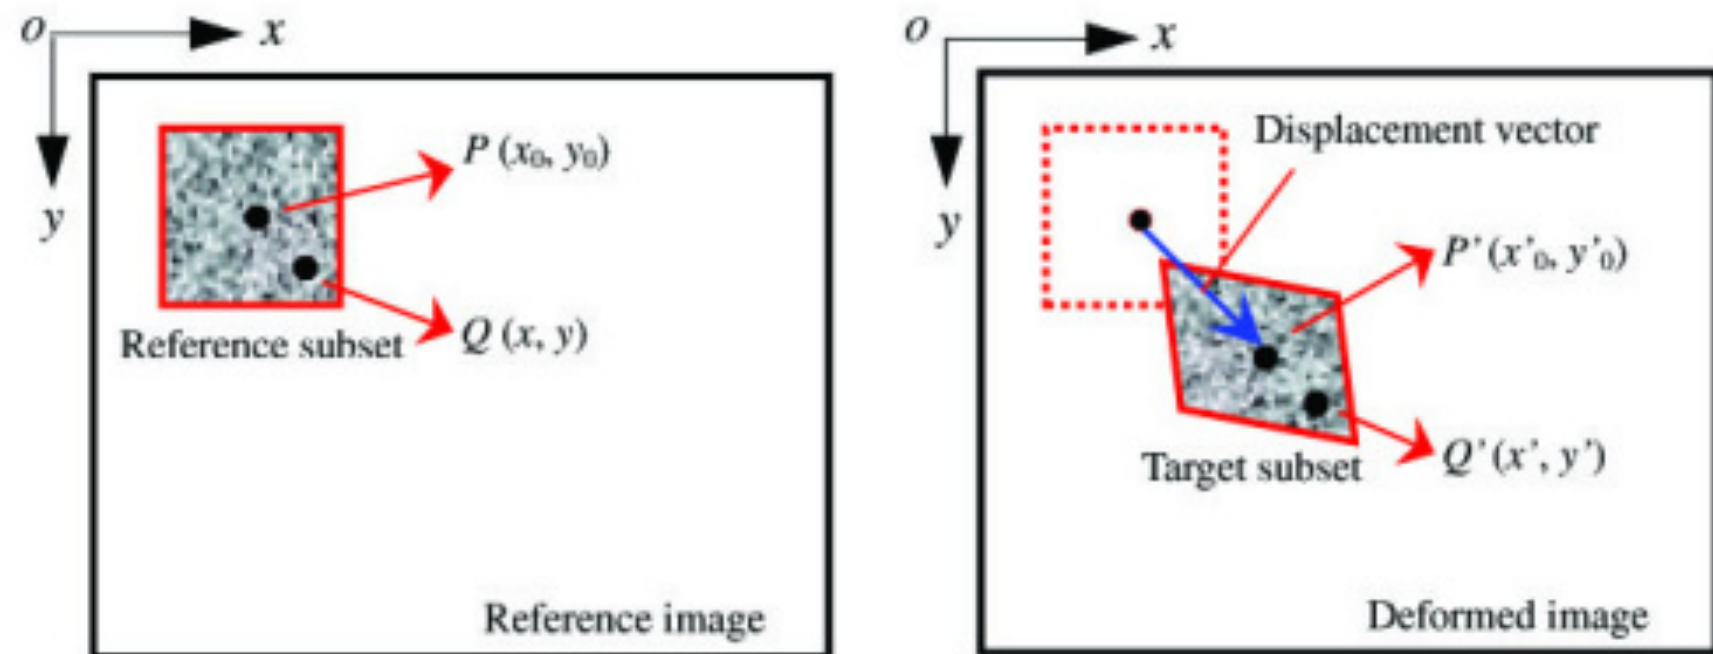 o x
y
P (x₀, y₀)
Q (x, y)
Reference subset
Reference image
o x
y
Displacement vector
P’ (x’₀, y’₀)
Q’ (x’, y’)
Target subset
Deformed image